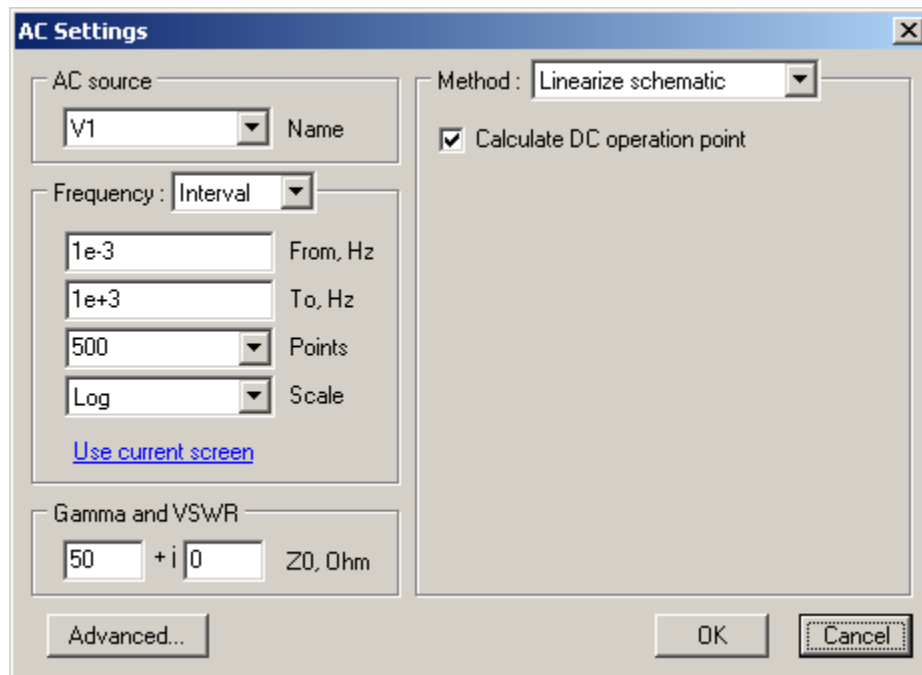 AC Settings
AC source
V1 Name
Frequency : Interval
1e-3 From, Hz
1e+3 To, Hz
500 Points
Log Scale
Use current screen
Gamma and VSWR
50 + i 0 Z0, Ohm
Method : Linearize schematic
Calculate DC operation point
Advanced... OK Cancel